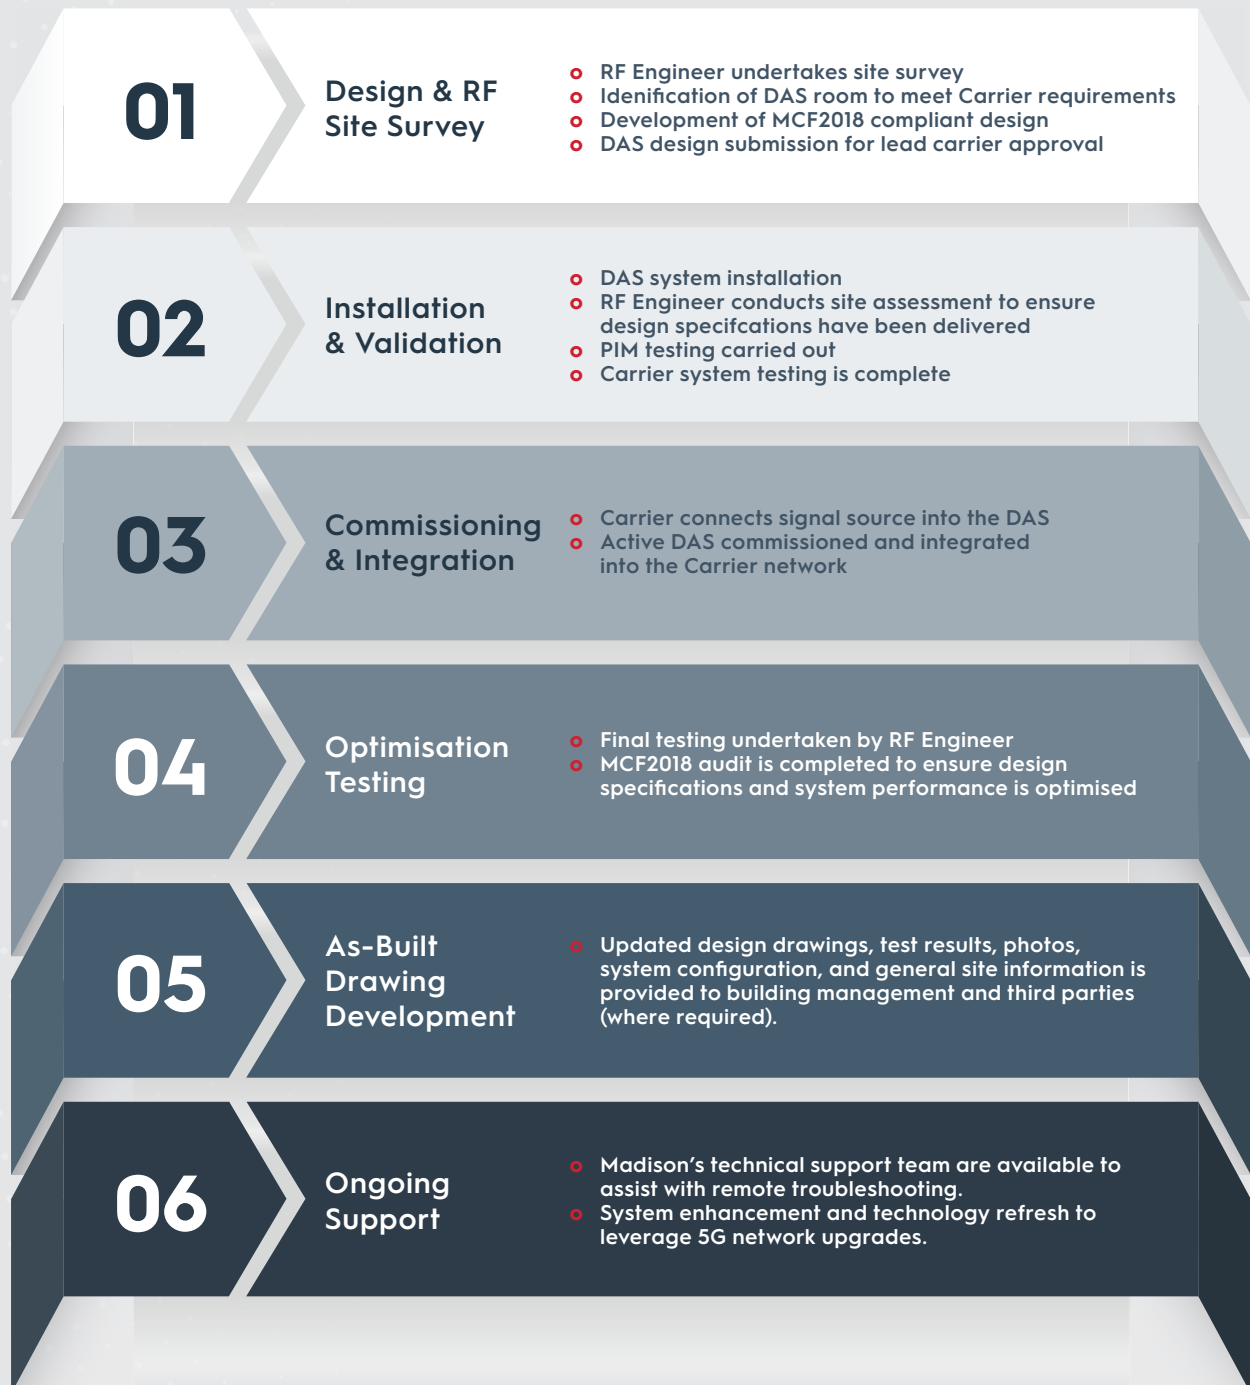 01
Design & RF
Site Survey
RF Engineer undertakes site survey
Idenification of DAS room to meet Carrier requirements
Development of MCF2018 compliant design
DAS design submission for lead carrier approval
02
Installation
& Validation
DAS system installation
RF Engineer conducts site assessment to ensure
design specifcations have been delivered
PIM testing carried out
Carrier system testing is complete
03
Commissioning
& Integration
Carrier connects signal source into the DAS
Active DAS commissioned and integrated
into the Carrier network
04
Optimisation
Testing
Final testing undertaken by RF Engineer
MCF2018 audit is completed to ensure design
specifications and system performance is optimised
05
As-Built
Drawing
Development
Updated design drawings, test results, photos,
system configuration, and general site information is
provided to building management and third parties
(where required).
06
Ongoing
Support
Madison’s technical support team are available to
assist with remote troubleshooting.
System enhancement and technology refresh to
leverage 5G network upgrades.